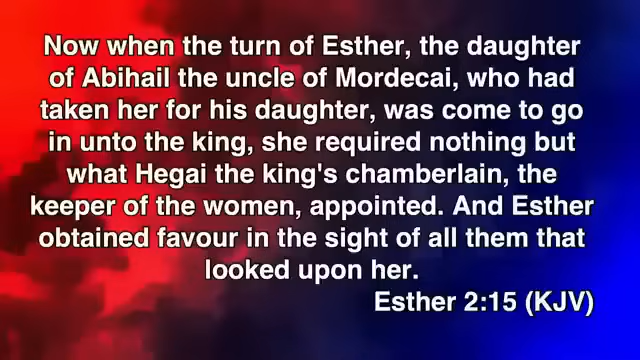 Now when the turn of Esther, the daughter
of Abihail the uncle of Mordecai, who had
taken her for his daughter, was come to go
in unto the king, she required nothing but
what Hegai the king's chamberlain, the
keeper of the women, appointed. And Esther
obtained favour in the sight of all them that
looked upon her.
Esther 2:15 (KJV)